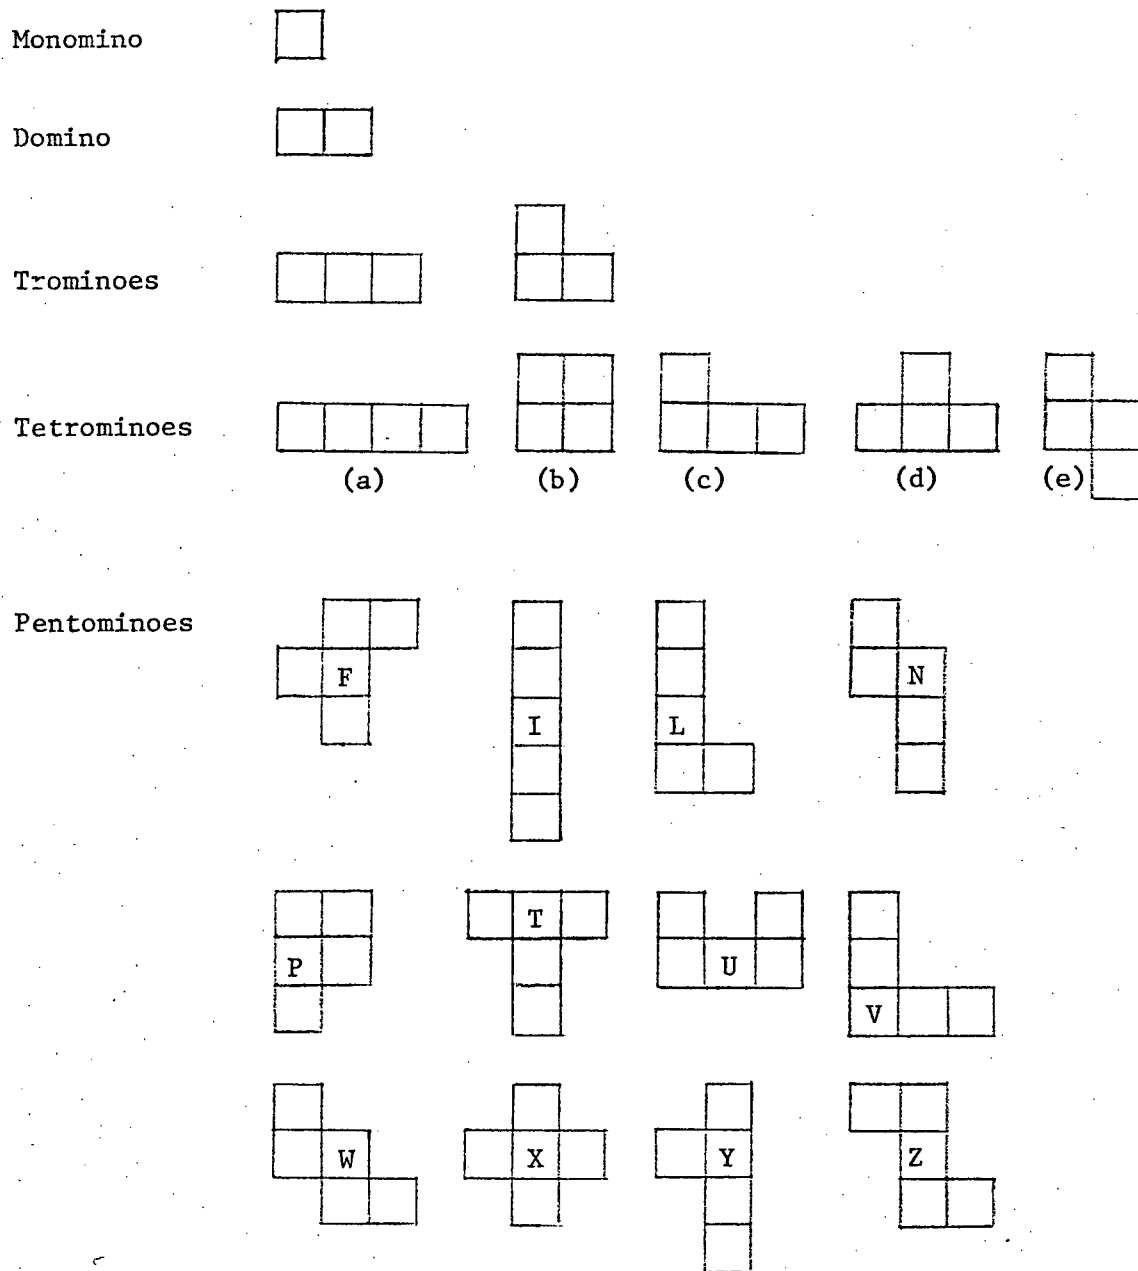 Monomino
Domino
Trominoes
Tetrominoes
(a) (b) (c) (d) (e)
Pentominoes
F I L N
P T U V
W X Y Z